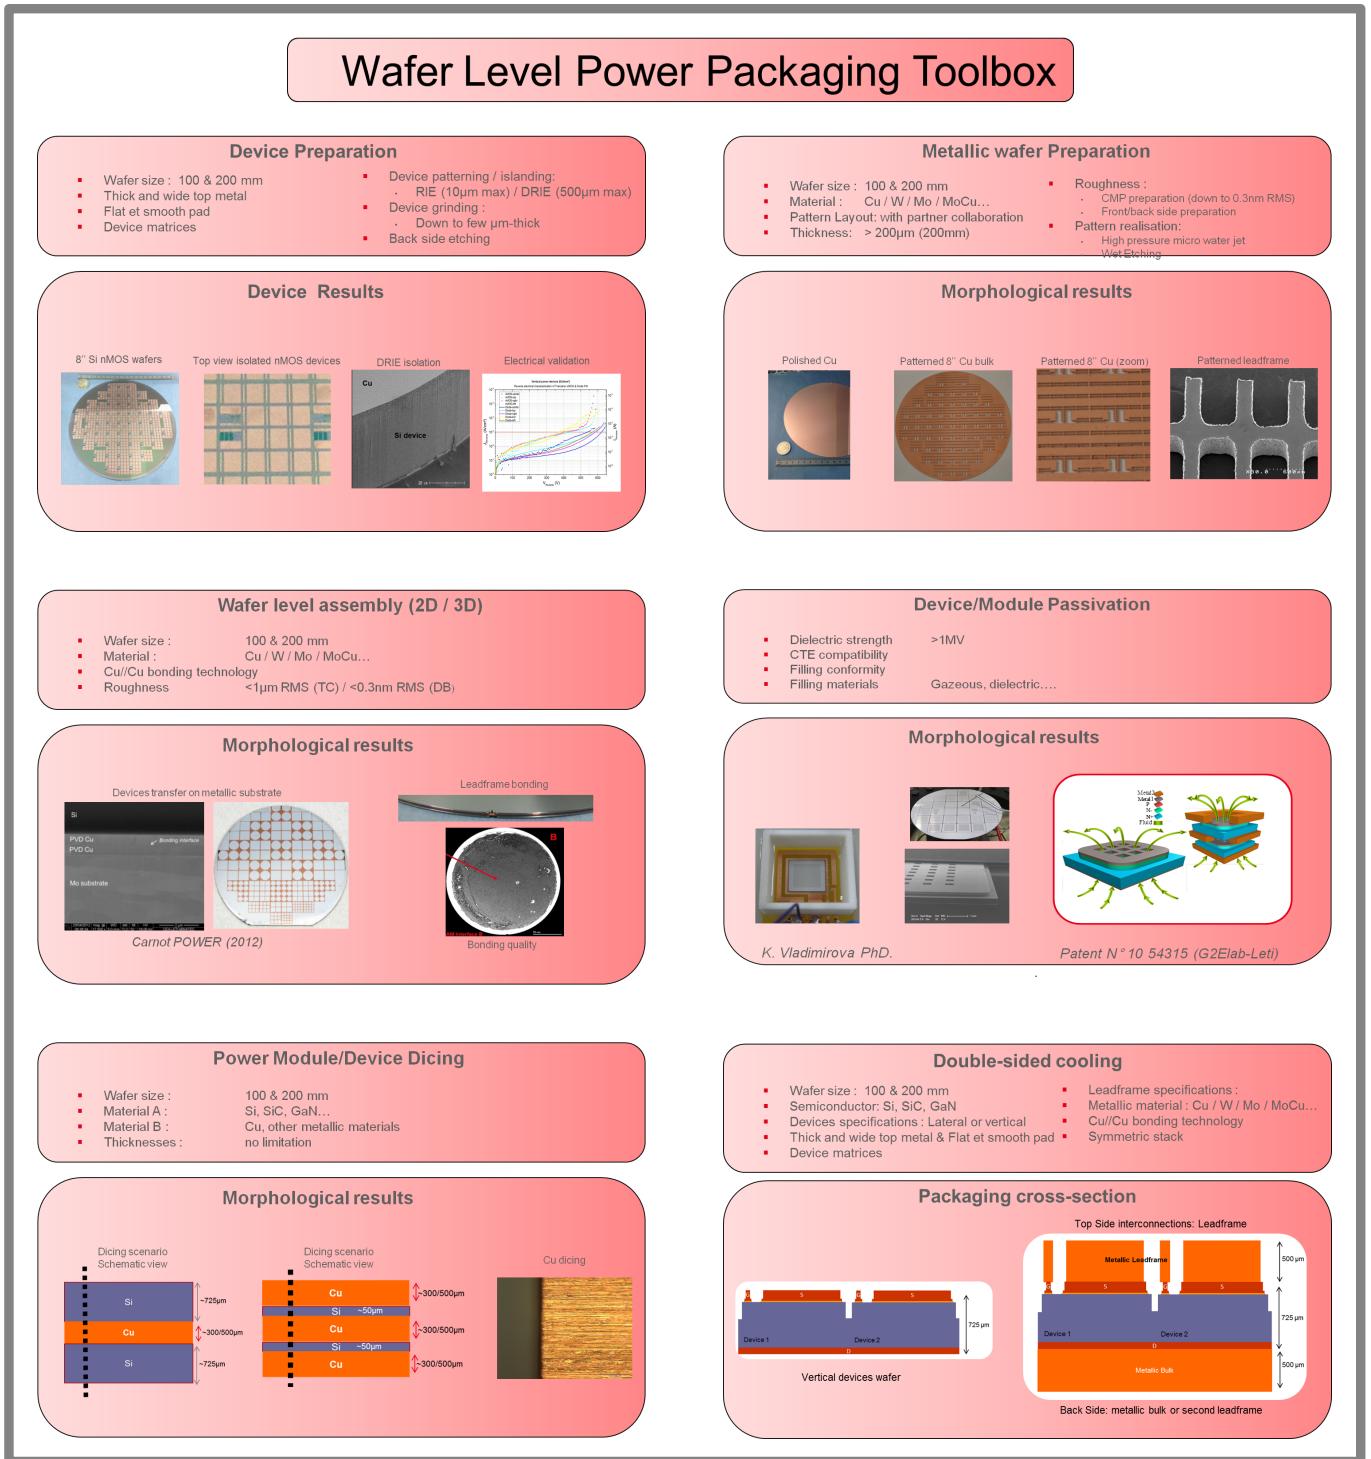 Wafer Level Power Packaging Toolbox
Device Preparation
Wafer size : 100 & 200 mm
Thick and wide top metal
Flat et smooth pad
Device matrices
Device patterning / islanding:
RIE (10µm max) / DRIE (500µm max)
Device grinding :
Down to few µm-thick
Back side etching
Metallic wafer Preparation
Wafer size : 100 & 200 mm
Material : Cu / W / Mo / MoCu…
Pattern Layout: with partner collaboration
Thickness: > 200µm (200mm)
Roughness :
CMP preparation (down to 0.3nm RMS)
Front/back side preparation
Pattern realisation:
High pressure micro water jet
Wet Etching
Device Results
8’’ Si nMOS wafers
Top view isolated nMOS devices
DRIE isolation
Electrical validation
Cu
Si device
Morphological results
Polished Cu
Patterned 8’’ Cu bulk
Patterned 8’’ Cu (zoom)
Patterned leadframe
Wafer level assembly (2D / 3D)
Wafer size : 100 & 200 mm
Material : Cu / W / Mo / MoCu…
Cu//Cu bonding technology
Roughness <1µm RMS (TC) / <0.3nm RMS (DB)
Device/Module Passivation
Dielectric strength >1MV
CTE compatibility
Filling conformity
Filling materials Gazeous, dielectric….
Morphological results
Devices transfer on metallic substrate
Leadframe bonding
Si
PVD Cu
Bonding interface
PVD Cu
Mo substrate
B
Carnot POWER (2012)
Bonding quality
Morphological results
Metal2
Metal1
P
N-
N+
Fluid
K. Vladimirova PhD.
Patent N° 10 54315 (G2Elab-Leti)
.
Power Module/Device Dicing
Wafer size : 100 & 200 mm
Material A : Si, SiC, GaN…
Material B : Cu, other metallic materials
Thicknesses : no limitation
Double-sided cooling
Wafer size : 100 & 200 mm
Semiconductor: Si, SiC, GaN
Devices specifications : Lateral or vertical
Thick and wide top metal & Flat et smooth pad
Device matrices
Leadframe specifications :
Metallic material : Cu / W / Mo / MoCu…
Cu//Cu bonding technology
Symmetric stack
Morphological results
Dicing scenario
Schematic view
Si
~725µm
Cu
~300/500µm
Si
~725µm
Dicing scenario
Schematic view
Cu
~300/500µm
Si ~50µm
Cu
~300/500µm
Si ~50µm
Cu
~300/500µm
Cu dicing
Packaging cross-section
G S G S
Device 1 Device 2
725 µm
D
Vertical devices wafer
Top Side interconnections: Leadframe
Metallic Leadframe
500 µm
G S G S
725 µm
Device 1 Device 2
D
Metallic Bulk
500 µm
Back Side: metallic bulk or second leadframe